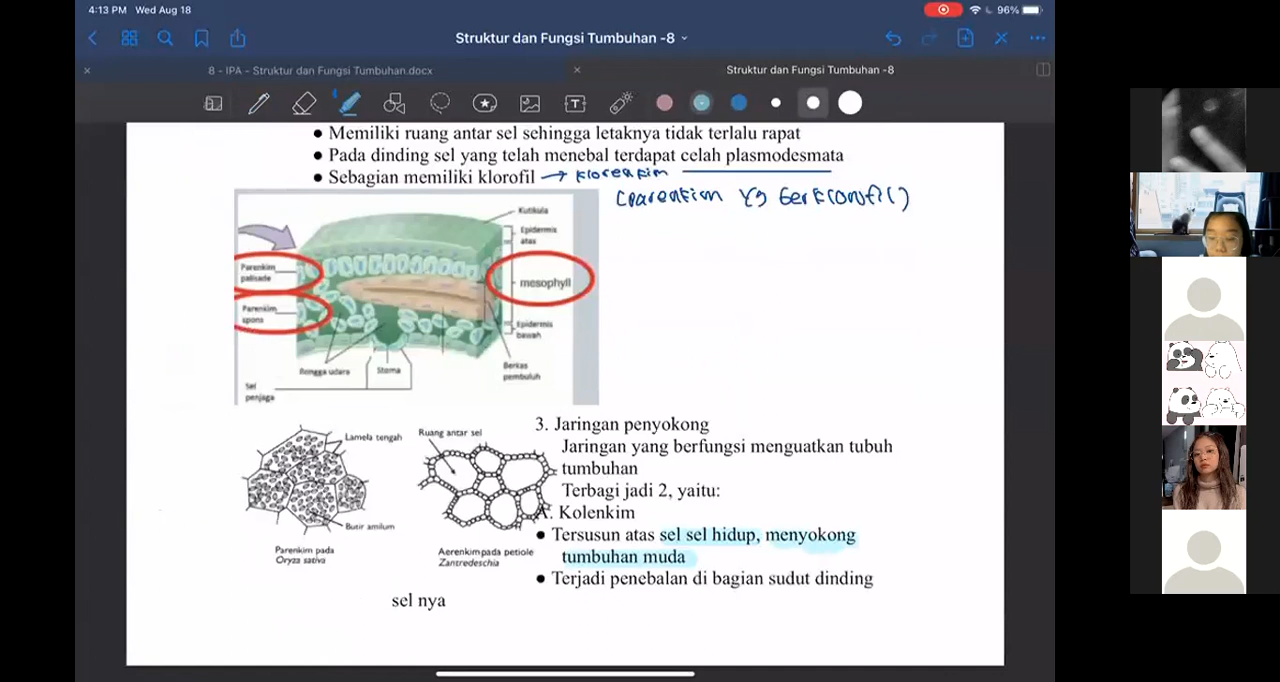 4:13 PM Wed Aug 18
96%
Struktur dan Fungsi Tumbuhan -8
8 - IPA - Struktur dan Fungsi Tumbuhan.docx
Struktur dan Fungsi Tumbuhan -8
● Memiliki ruang antar sel sehingga letaknya tidak terlalu rapat
● Pada dinding sel yang telah menebal terdapat celah plasmodesmata
● Sebagian memiliki klorofil → klorenkim
(parenkim yg berklorofil)
Kutikula
Epidermis
atas
Parenkim
palisade
mesophyll
Parenkim
spons
Epidermis
bawah
Rongga udara
Stoma
Berkas
pembuluh
Sel
penjaga
Lamela tengah
Butir amilum
Parenkim pada
Oryza sativa
Ruang antar sel
Aerenkim pada petiole
Zantredeschia
3. Jaringan penyokong
Jaringan yang berfungsi menguatkan tubuh
tumbuhan
Terbagi jadi 2, yaitu:
A. Kolenkim
● Tersusun atas sel sel hidup, menyokong
tumbuhan muda
● Terjadi penebalan di bagian sudut dinding
sel nya